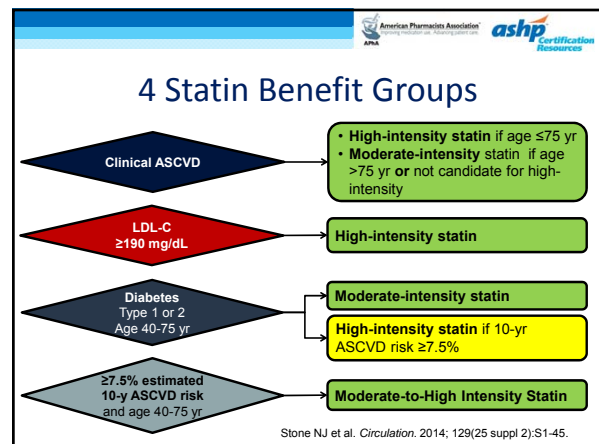 American Pharmacists Association
Improving medication use. Advancing patient care.
APhA
ashp Certification
Resources
4 Statin Benefit Groups
Clinical ASCVD
• High-intensity statin if age ≤75 yr
• Moderate-intensity statin if age
>75 yr or not candidate for high-
intensity
LDL-C
≥190 mg/dL
High-intensity statin
Diabetes
Type 1 or 2
Age 40-75 yr
Moderate-intensity statin
High-intensity statin if 10-yr
ASCVD risk ≥7.5%
≥7.5% estimated
10-y ASCVD risk
and age 40-75 yr
Moderate-to-High Intensity Statin
Stone NJ et al. Circulation. 2014; 129(25 suppl 2):S1-45.